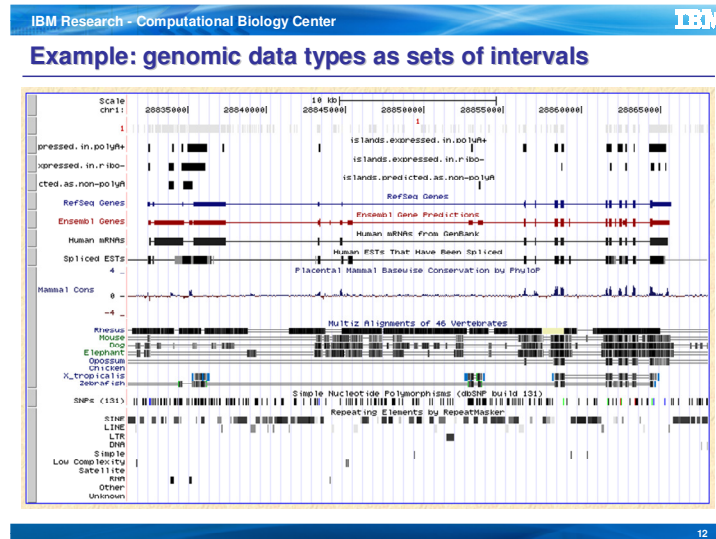 IBM Research - Computational Biology Center
IBM
Example: genomic data types as sets of intervals
Scale 10 kb
chr1: 28835000| 28840000| 28845000| 28850000| 28855000| 28860000| 28865000|
1
1
islands.expressed.in.polyA+
pressed.in.polyA+
islands.expressed.in.ribo-
xpressed.in.ribo-
islands.predicted.as.non-polyA
cted.as.non-polyA
RefSeq Genes
RefSeq Genes
Ensembl Gene Predictions
Ensembl Genes
Human mRNAs from GenBank
Human mRNAs
Human ESTs That Have Been Spliced
Spliced ESTs
Placental Mammal Basewise Conservation by PhyloP
4 _
Mammal Cons
0 -
-4 _
Multiz Alignments of 46 Vertebrates
Rhesus
Mouse
Dog
Elephant
Opossum
Chicken
X_tropicalis
Zebrafish
Simple Nucleotide Polymorphisms (dbSNP build 131)
SNPs (131)
Repeating Elements by RepeatMasker
SINE
LINE
LTR
DNA
Simple
Low Complexity
Satellite
RNA
Other
Unknown
12